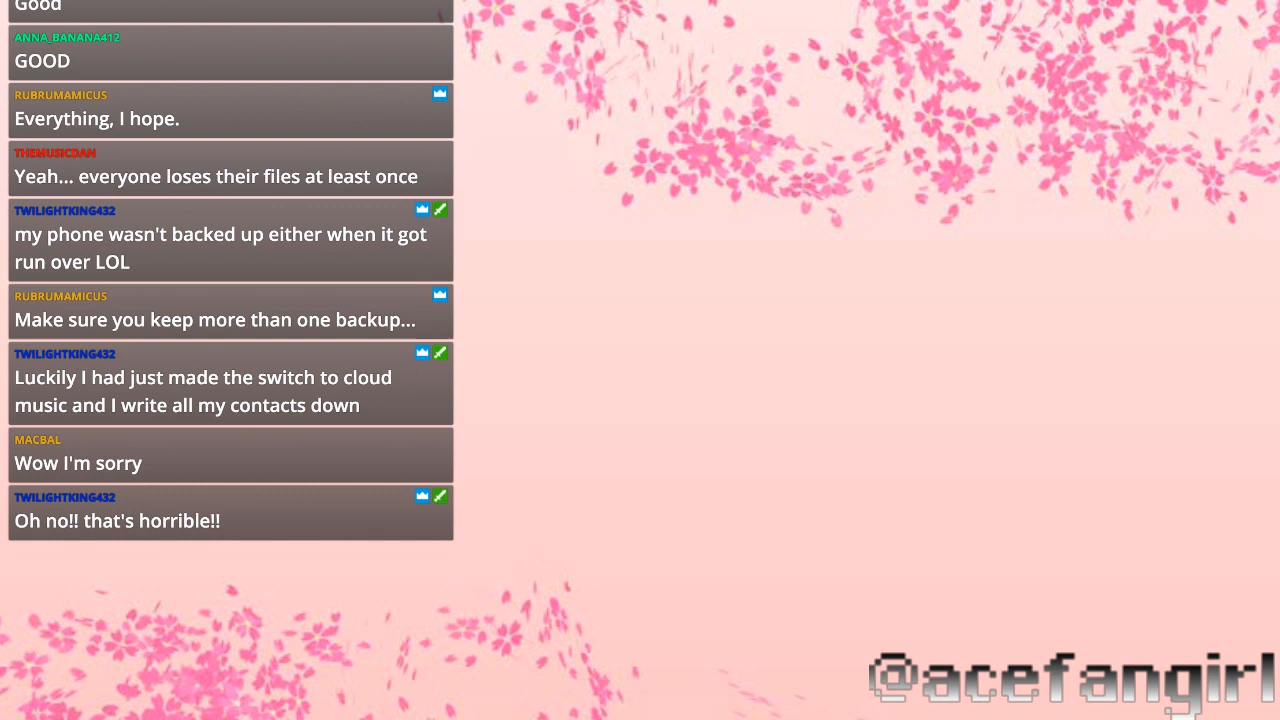 Good
ANNA_BANANA412
GOOD
RUBRUMAMICUS
Everything, I hope.
THEMUSICDAN
Yeah... everyone loses their files at least once
TWILIGHTKING432
my phone wasn't backed up either when it got
run over LOL
RUBRUMAMICUS
Make sure you keep more than one backup...
TWILIGHTKING432
Luckily I had just made the switch to cloud
music and I write all my contacts down
MACBAL
Wow I'm sorry
TWILIGHTKING432
Oh no!! that's horrible!!
@acefangirl